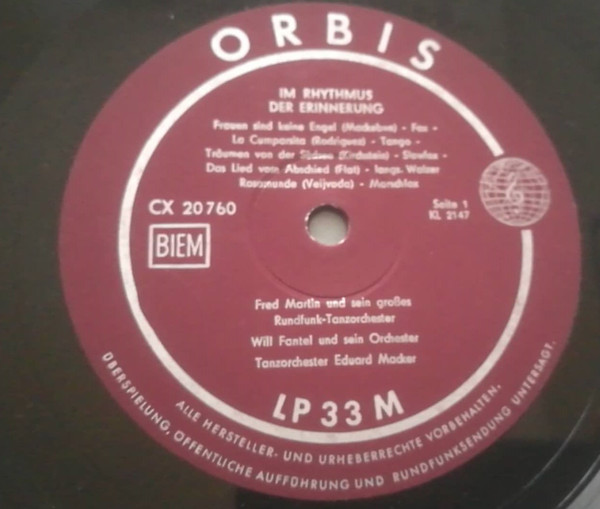 ORBIS
IM RHYTHMUS
DER ERINNERUNG
Frauen sind keine Engel (Mackeben) - Fox -
La Cumparsita (Rodriguez) - Tango -
Träumen von der Südsee (Kirchstein) - Slowfox -
Das Lied vom Abschied (Flat) - langs. Walzer
Rosamunde (Vejvoda) - Marschfox
CX 20760
Seite 1
KL 2147
BIEM
Fred Martin und sein großes
Rundfunk-Tanzorchester
Will Fantel und sein Orchester
Tanzorchester Eduard Macker
LP 33 M
ALLE HERSTELLER- UND URHEBERRECHTE VORBEHALTEN.
ÜBERSPIELUNG, ÖFFENTLICHE AUFFÜHRUNG UND RUNDFUNKSENDUNG UNTERSAGT.